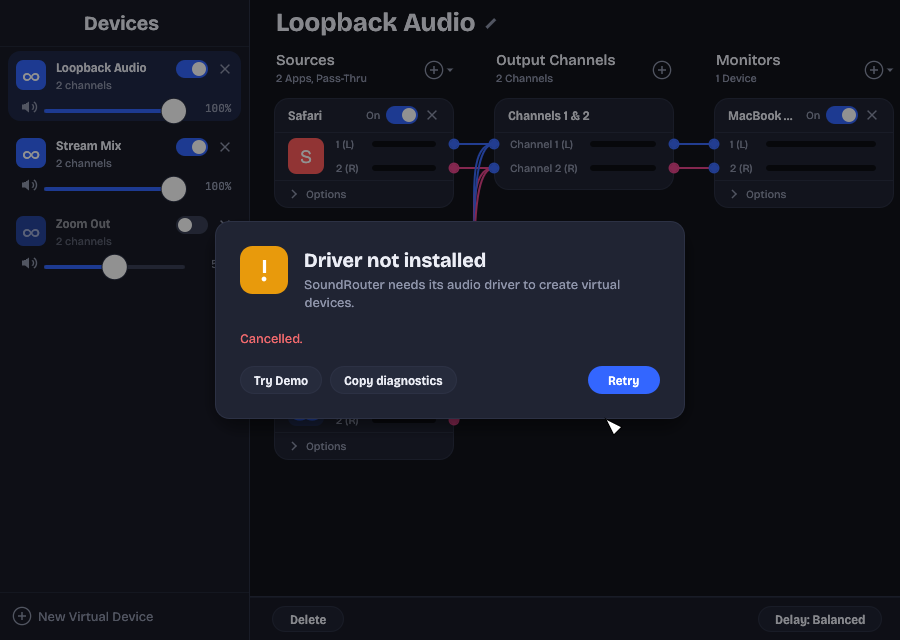 Devices
Loopback Audio
2 channels
100%
Stream Mix
2 channels
100%
Zoom Out
2 channels
New Virtual Device
Loopback Audio
Sources
2 Apps, Pass-Thru
Output Channels
2 Channels
Monitors
1 Device
Safari
On
S
1 (L)
2 (R)
Options
Channels 1 & 2
Channel 1 (L)
Channel 2 (R)
MacBook ...
On
1 (L)
2 (R)
Options
!
Driver not installed
SoundRouter needs its audio driver to create virtual
devices.
Cancelled.
Try Demo
Copy diagnostics
Retry
2 (R)
Options
Delete
Delay: Balanced